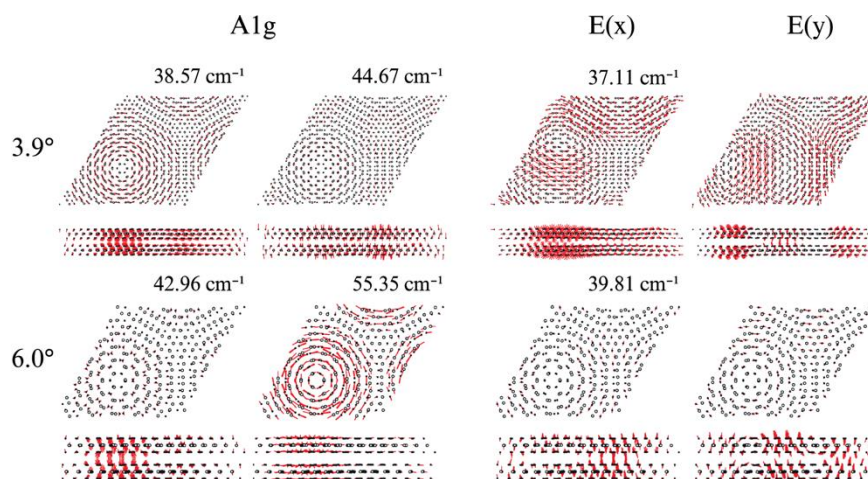 A1g E(x) E(y)
38.57 cm⁻¹ 44.67 cm⁻¹ 37.11 cm⁻¹
3.9°
42.96 cm⁻¹ 55.35 cm⁻¹ 39.81 cm⁻¹
6.0°